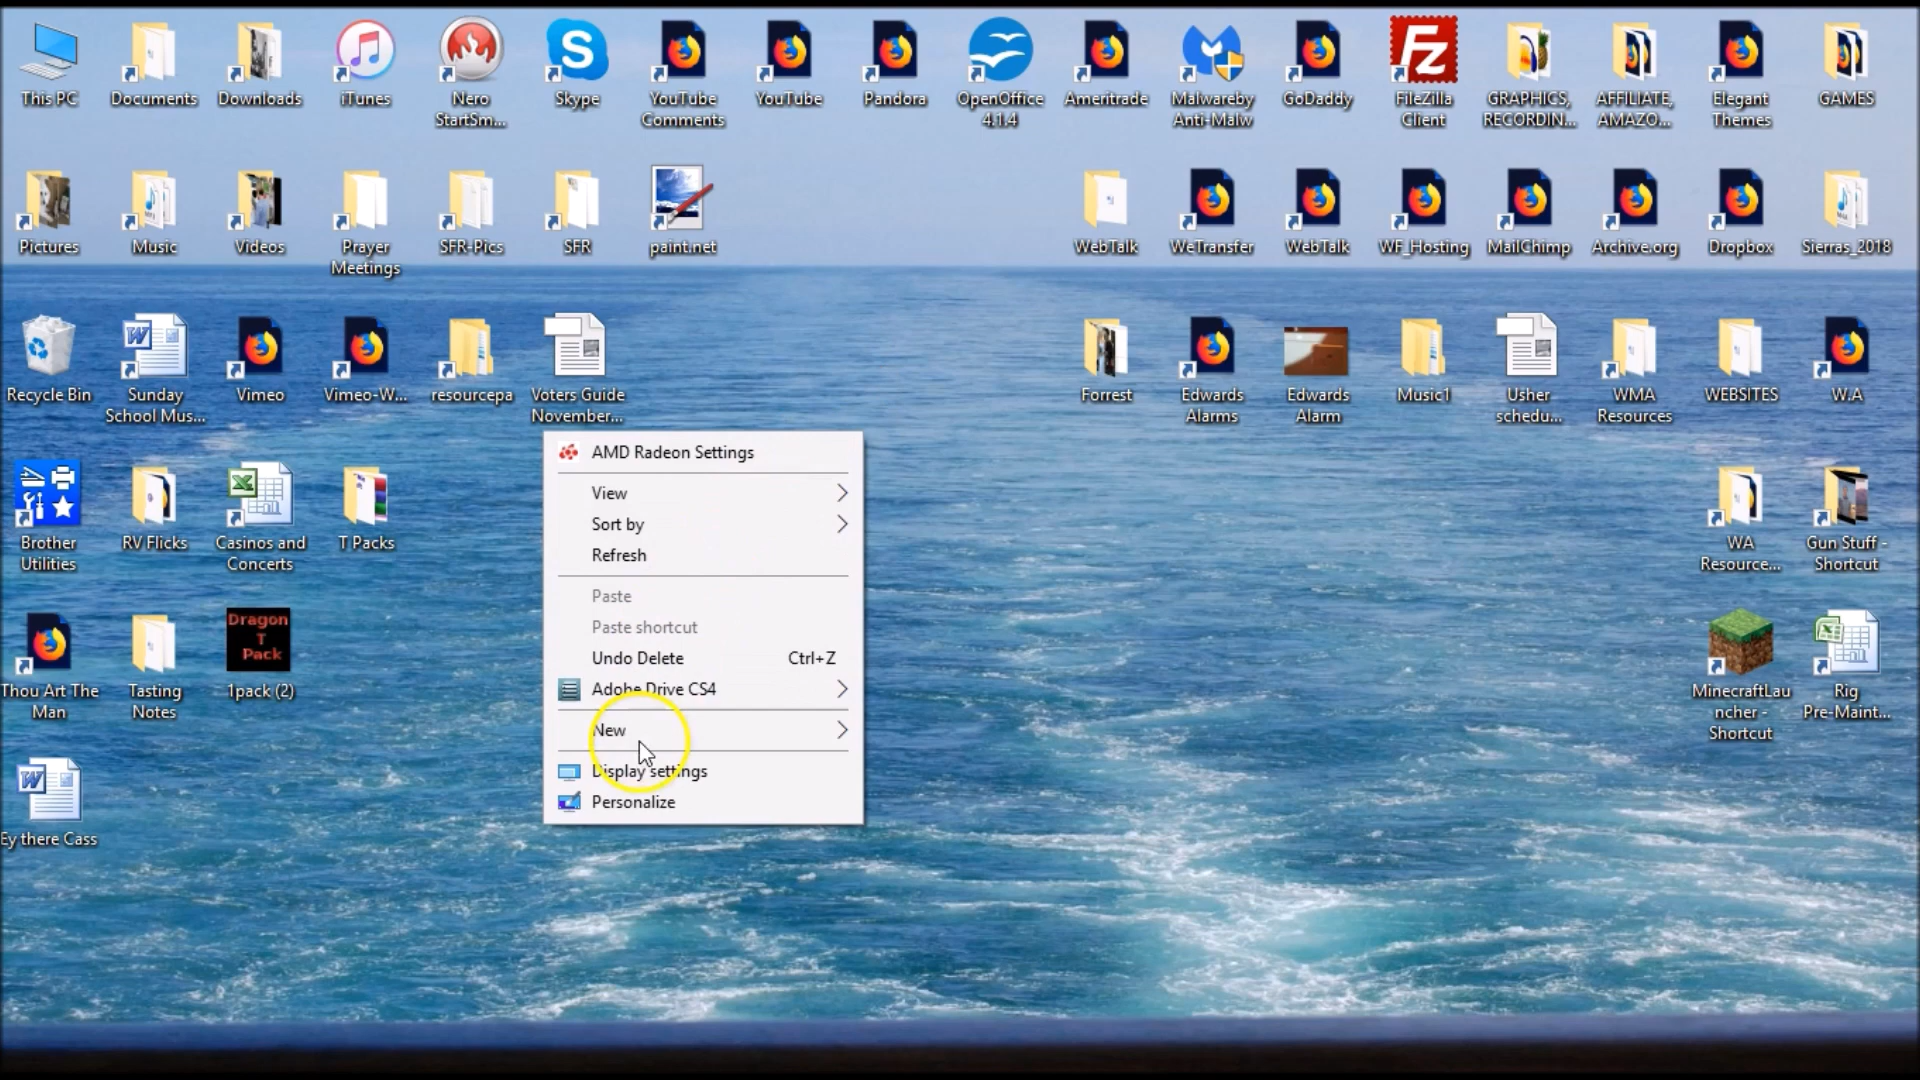 This PC
Documents
Downloads
iTunes
Nero
StartSm...
Skype
YouTube
Comments
YouTube
Pandora
OpenOffice
4.1.4
Ameritrade
Malwareby
Anti-Malw
GoDaddy
FileZilla
Client
GRAPHICS,
RECORDIN...
AFFILIATE,
AMAZO...
Elegant
Themes
GAMES
Pictures
Music
Videos
Prayer
Meetings
SFR-Pics
SFR
paint.net
WebTalk
WeTransfer
WebTalk
WF_Hosting
MailChimp
Archive.org
Dropbox
Sierras_2018
Recycle Bin
Sunday
School Mus...
Vimeo
Vimeo-W...
resourcepa
Voters Guide
November...
Forrest
Edwards
Alarms
Edwards
Alarm
Music1
Usher
schedu...
WMA
Resources
WEBSITES
W.A
Brother
Utilities
RV Flicks
Casinos and
Concerts
T Packs
WA
Resource...
Gun Stuff -
Shortcut
AMD Radeon Settings
View
Sort by
Refresh
Paste
Paste shortcut
Undo Delete Ctrl+Z
Adobe Drive CS4
New
Display settings
Personalize
Thou Art The
Man
Tasting
Notes
Dragon
T
Pack
1pack (2)
MinecraftLau
ncher -
Shortcut
Rig
Pre-Maint...
Ey there Cass